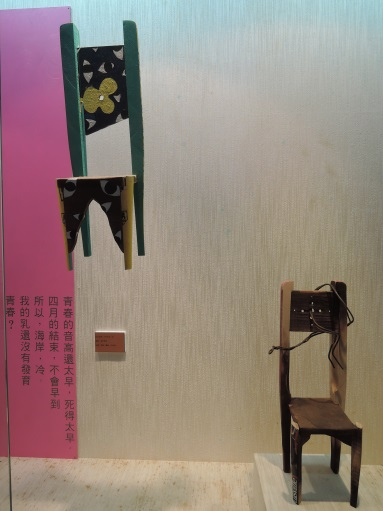 青春的音高還太早，死得太早，
四月的結束，不會早到
所以，海岸，冷，
我的乳還沒有發育
青春？